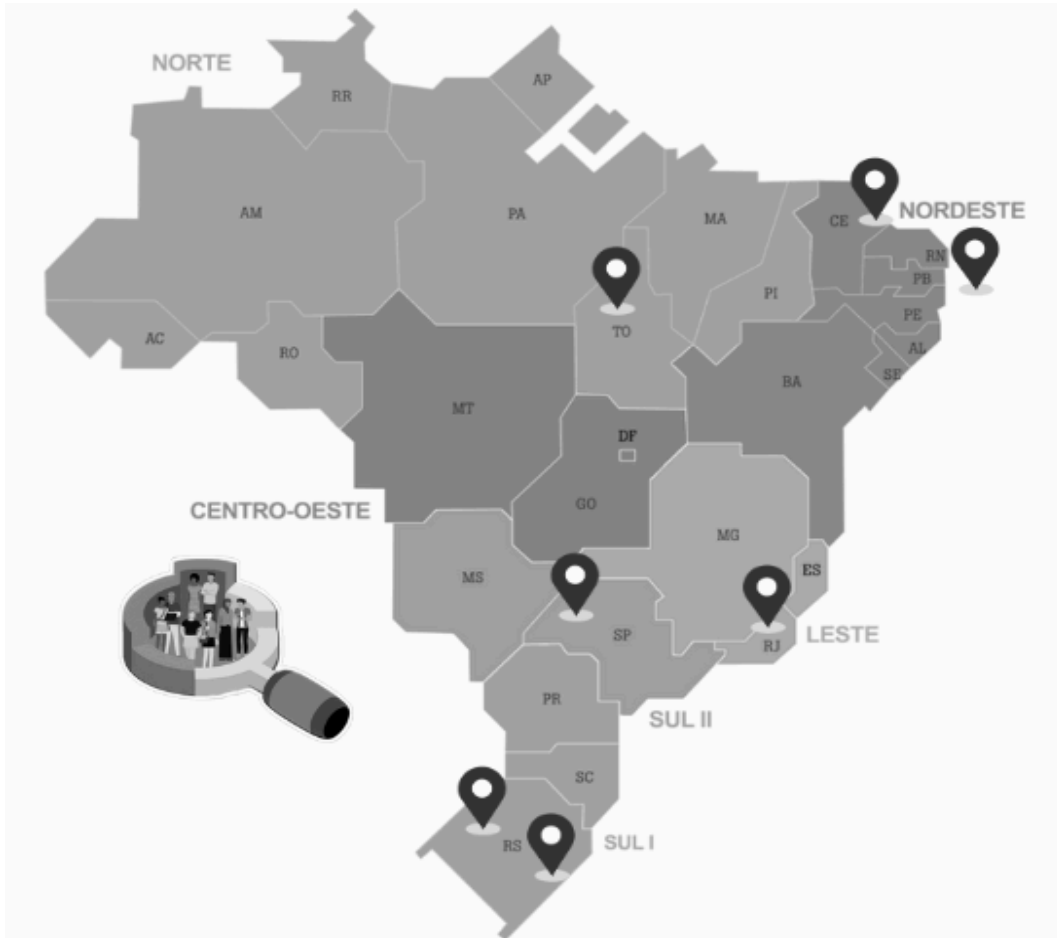 NORTE
RR
AP
AM
PA
MA
CE
NORDESTE
RN
PB
PI
PE
TO
AC
RO
AL
SE
BA
MT
DF
GO
CENTRO-OESTE
MG
ES
MS
SP
RJ
LESTE
PR
SUL II
SC
RS
SUL I